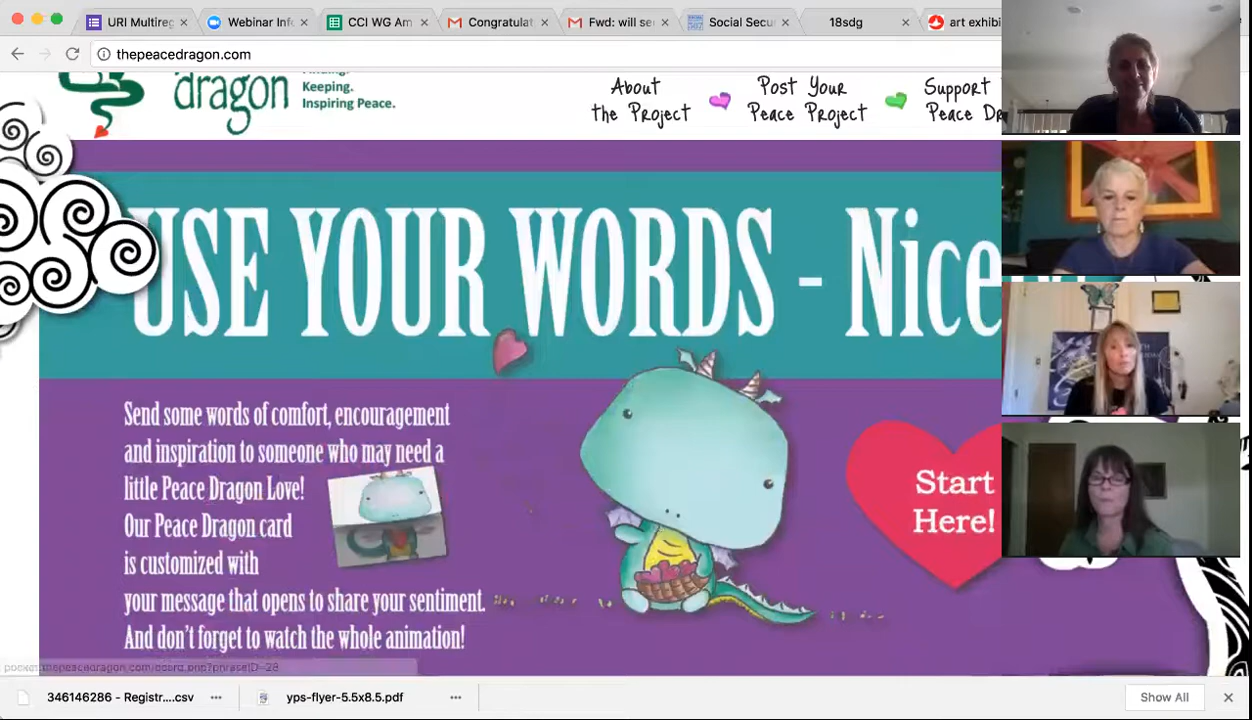 URI Multireg
Webinar Info
CCI WG Am
Congratulat
Fwd: will se
Social Secu
18sdg
art exhibi
thepeacedragon.com
dragon
Keeping.
Inspiring Peace.
About
the Project
Post Your
Peace Project
Support
Peace Dr
USE YOUR WORDS - Nice
Send some words of comfort, encouragement
and inspiration to someone who may need a
little Peace Dragon Love!
Our Peace Dragon card
is customized with
your message that opens to share your sentiment.
And don't forget to watch the whole animation!
Start
Here!
346146286 - Registr....csv
yps-flyer-5.5x8.5.pdf
Show All